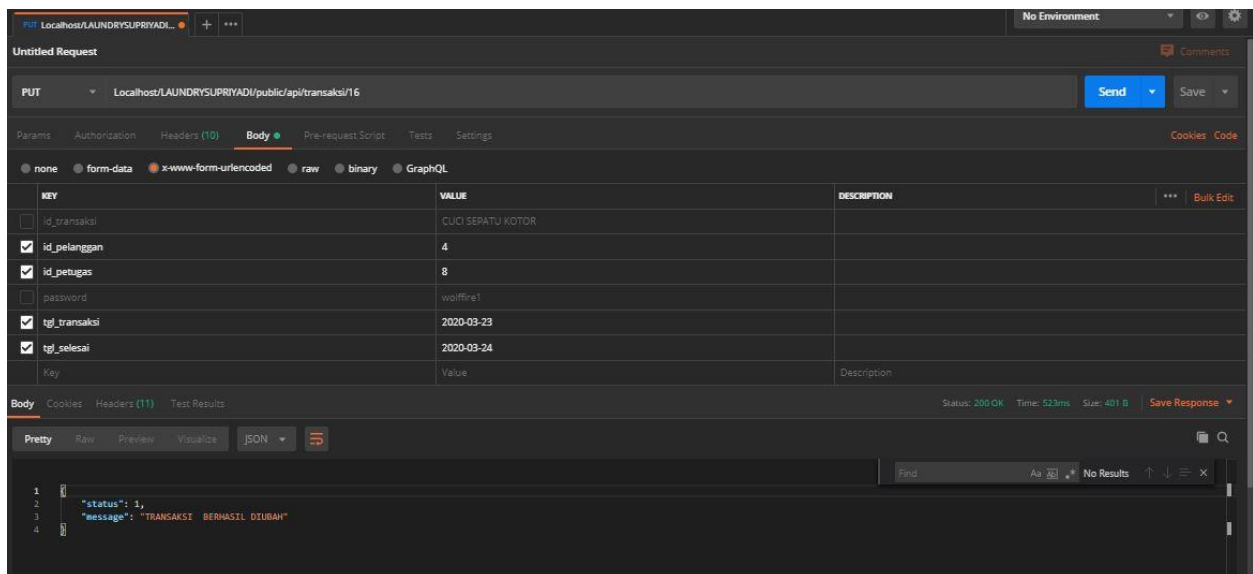 PUT Localhost/LAUNDRYSUPRIYADI... + •••
No Environment
Untitled Request
Comments
PUT Localhost/LAUNDRYSUPRIYADI/public/api/transaksi/16 Send Save
Params Authorization Headers (10) Body Pre-request Script Tests Settings Cookies Code
none form-data x-www-form-urlencoded raw binary GraphQL
KEY VALUE DESCRIPTION ••• Bulk Edit
id_transaksi CUCI SEPATU KOTOR
id_pelanggan 4
id_petugas 8
password wolffire1
tgl_transaksi 2020-03-23
tgl_selesai 2020-03-24
Key Value Description
Body Cookies Headers (11) Test Results Status: 200 OK Time: 523ms Size: 401 B Save Response
Pretty Raw Preview Visualize JSON
Find Aa Abl .* No Results
1 {
2 "status": 1,
3 "message": "TRANSAKSI BERHASIL DIUBAH"
4 }